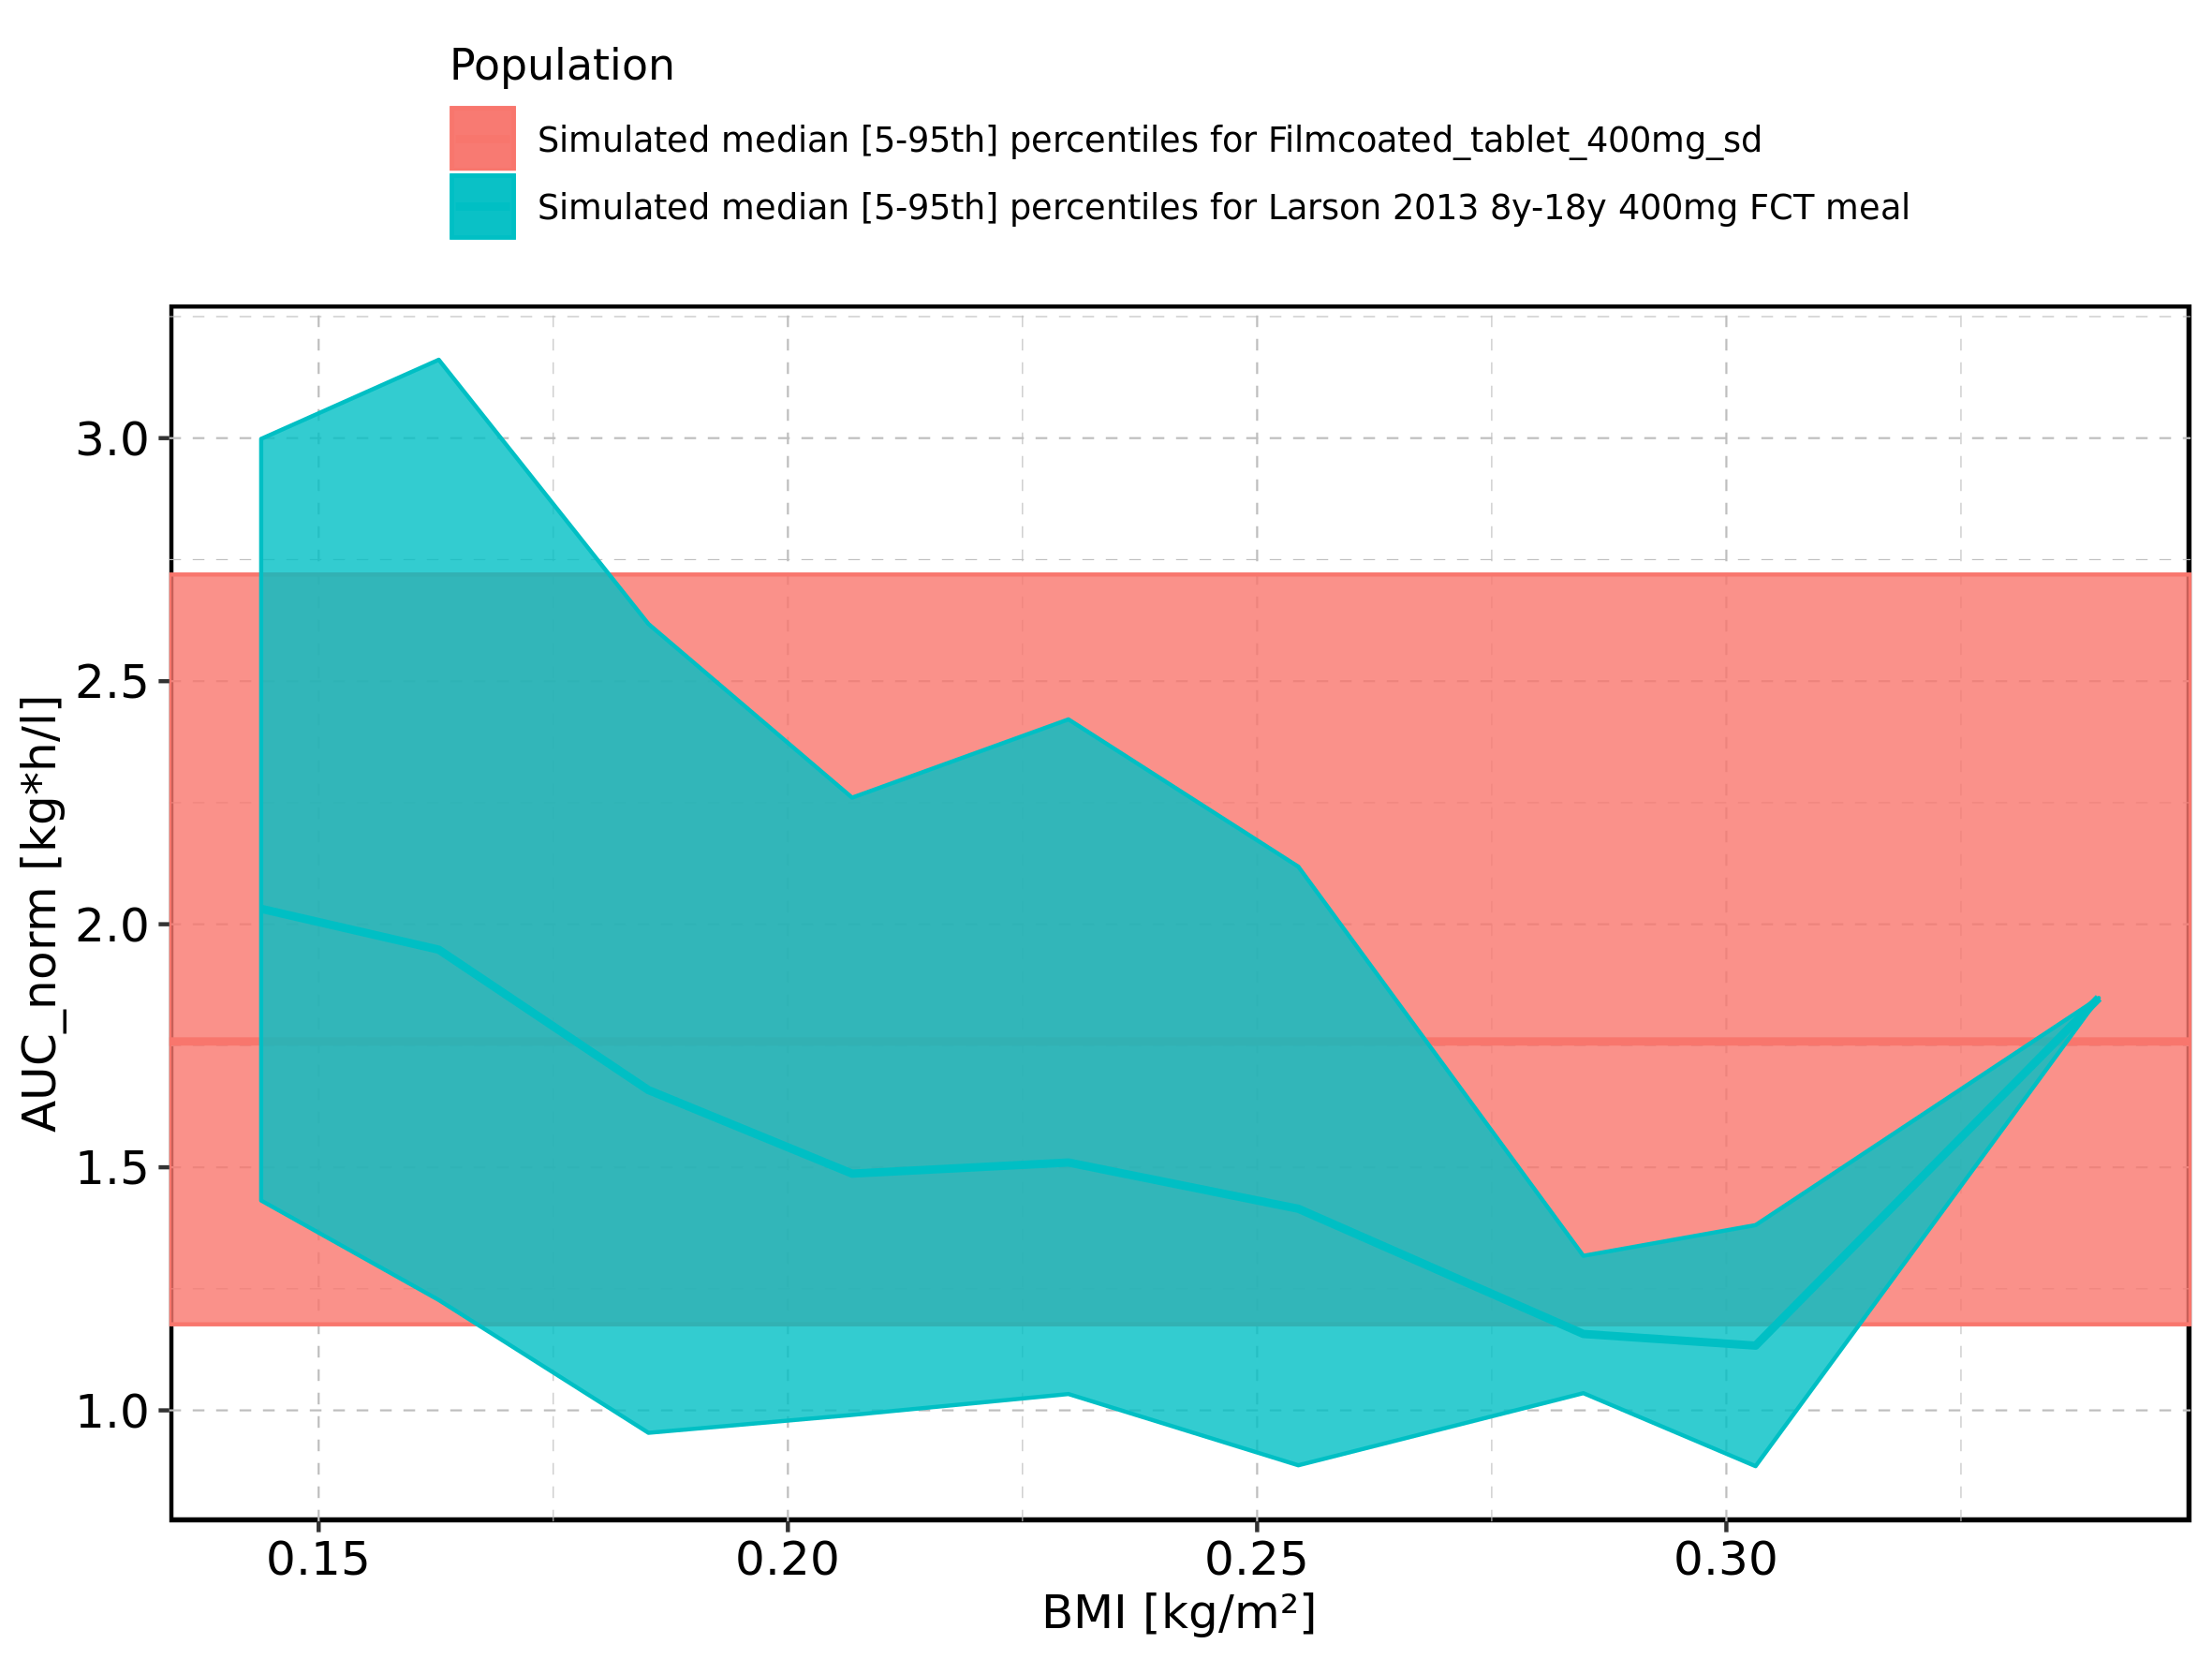 Population
Simulated median [5-95th] percentiles for Filmcoated_tablet_400mg_sd
Simulated median [5-95th] percentiles for Larson 2013 8y-18y 400mg FCT meal
AUC_norm [kg*h/l]
3.0
2.5
2.0
1.5
1.0
0.15 0.20 0.25 0.30
BMI [kg/m²]